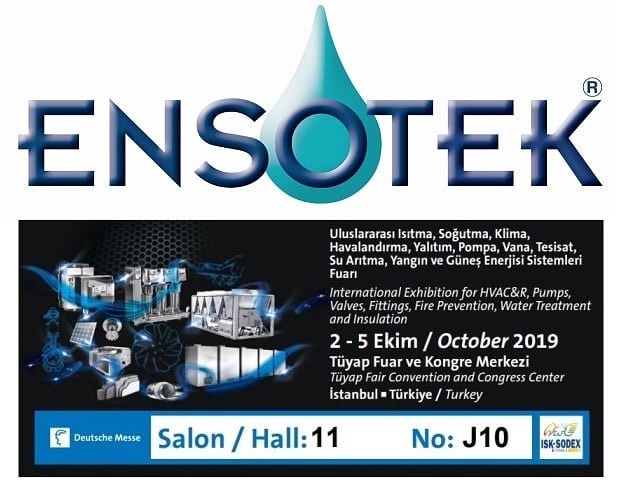 ENSOTEK®
Uluslararası Isıtma, Soğutma, Klima,
Havalandırma, Yalıtım, Pompa, Vana, Tesisat,
Su Arıtma, Yangın ve Güneş Enerjisi Sistemleri
Fuarı
International Exhibition for HVAC&R, Pumps,
Valves, Fittings, Fire Prevention, Water Treatment
and Insulation
2 - 5 Ekim / October 2019
Tüyap Fuar ve Kongre Merkezi
Tüyap Fair Convention and Congress Center
İstanbul ▪ Türkiye / Turkey
Deutsche Messe Salon / Hall: 11 No: J10
ISK-SODEX